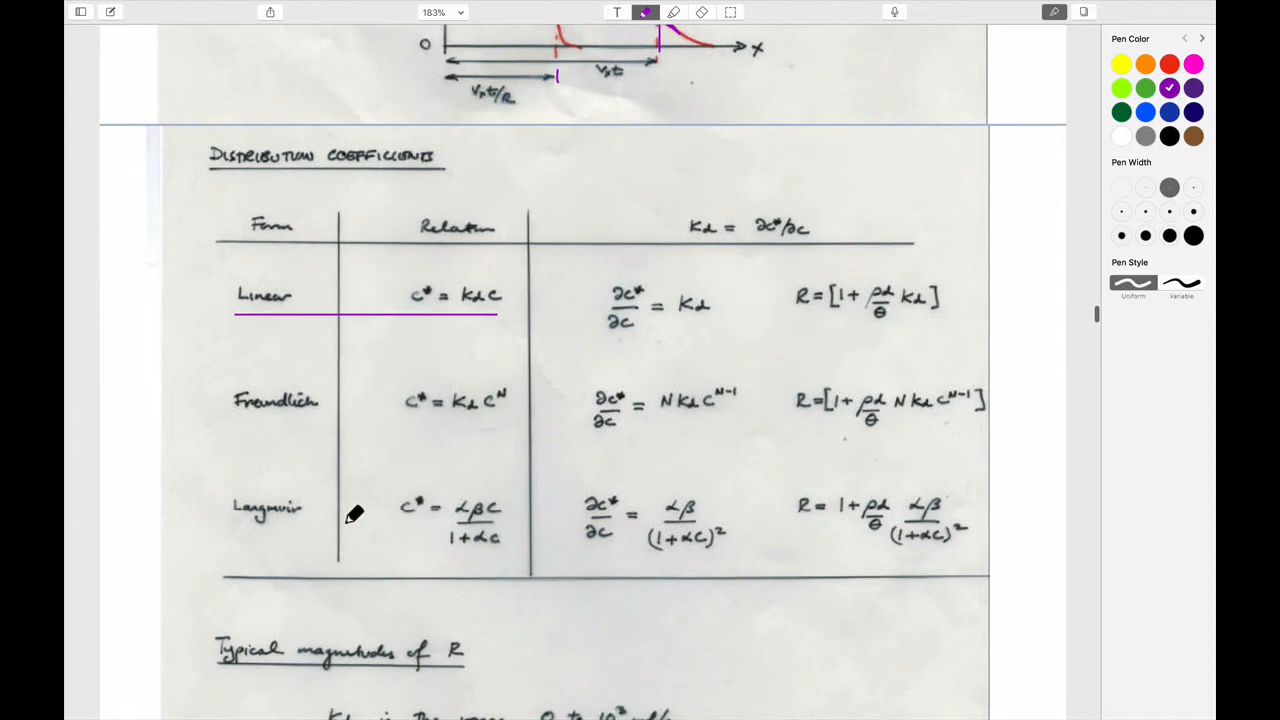 183%
T
O
x
vₓt
vₓt/R
DISTRIBUTION COEFFICIENTS
Form Relation Kd = ∂c*/∂c
Linear c* = Kd c ∂c*/∂c = Kd R = [1 + ρd/θ Kd]
Freundlich c* = Kd c^N ∂c*/∂c = N Kd c^N-1 R = [1 + ρd/θ N Kd c^N-1]
Langmuir c* = αβc/1+αc ∂c*/∂c = αβ/(1+αc)² R = 1 + ρd/θ αβ/(1+αc)²
Typical magnitudes of R
Pen Color
Pen Width
Pen Style
Uniform Variable